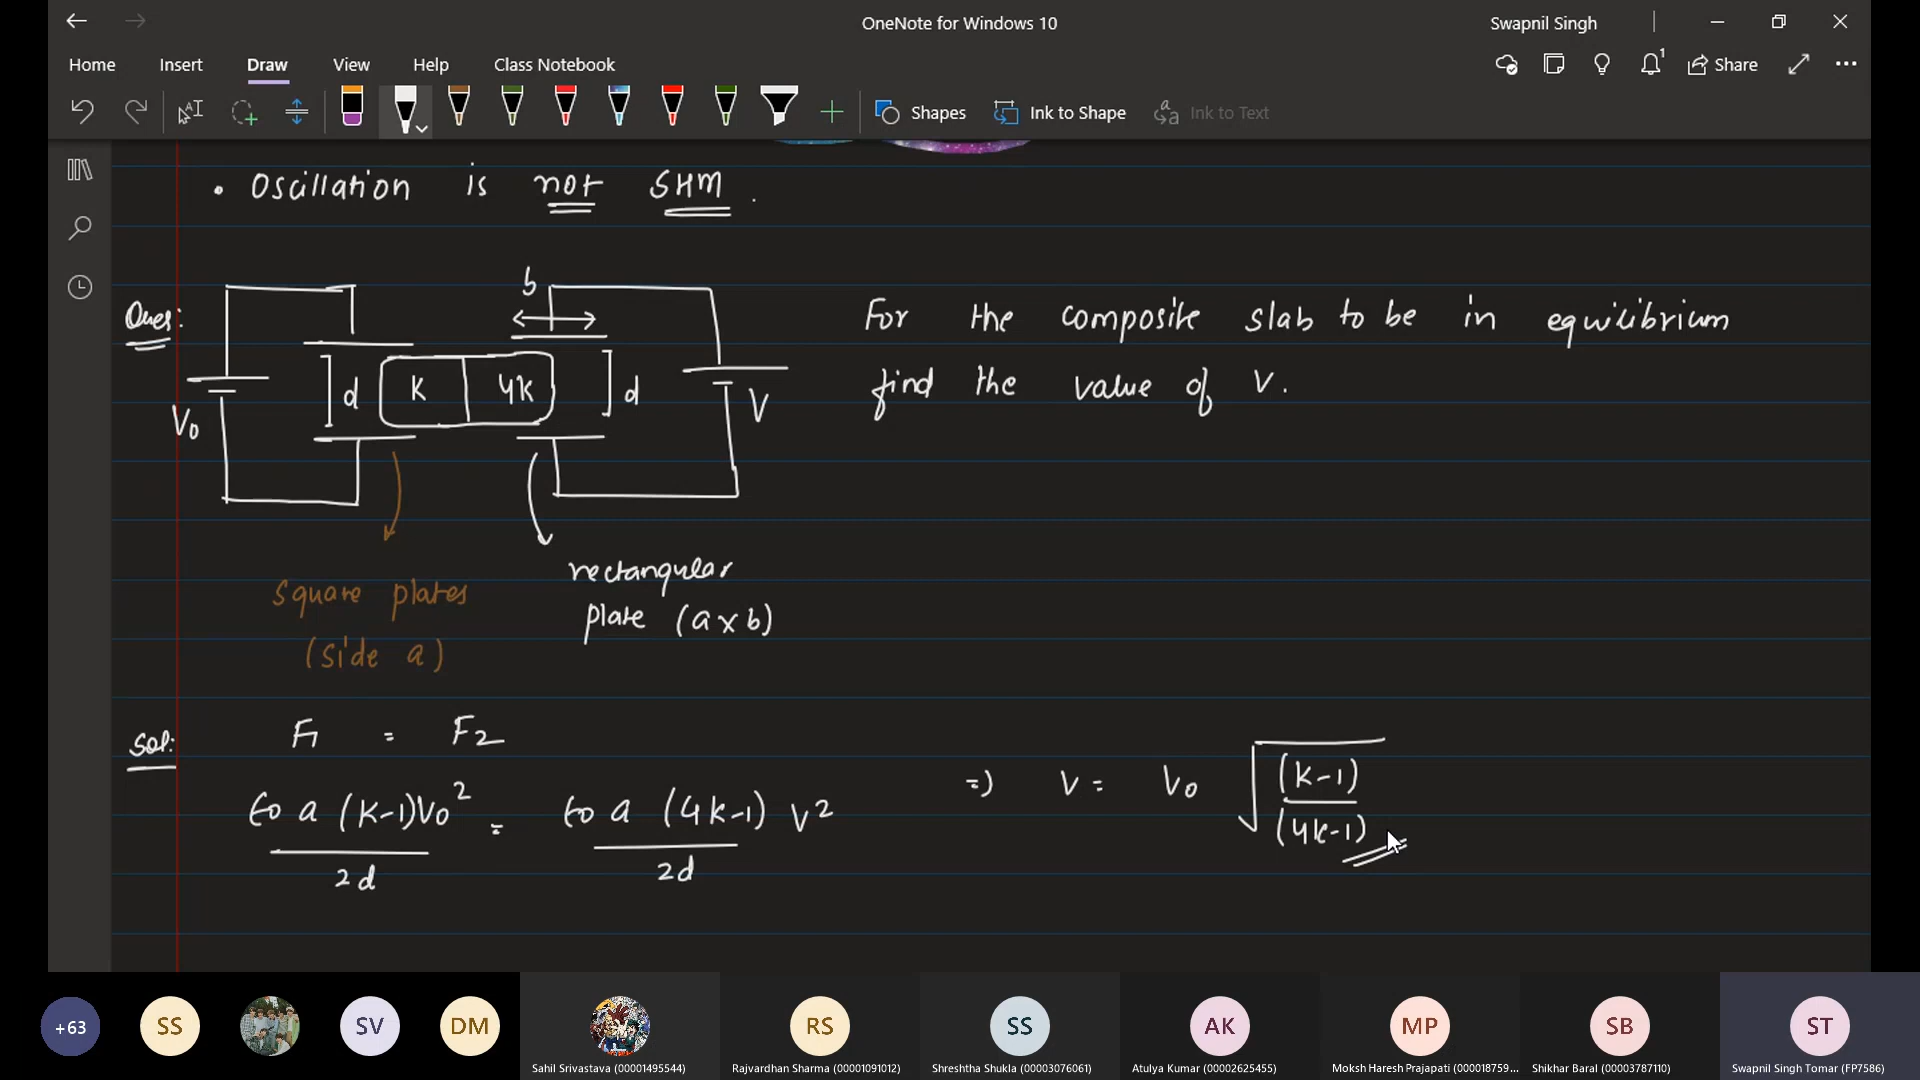 OneNote for Windows 10
Swapnil Singh
Home Insert Draw View Help Class Notebook
1
Share
Shapes
Ink to Shape
Ink to Text
• Oscillation is not SHM.
Ques:
b
d
K
4K
d
V₀
V
For the composite slab to be in equilibrium
find the value of V.
square plates
(side a)
rectangular
plate (a x b)
Sol:
F₁ = F₂
ϵ₀ a (K-1)V₀² / 2d = ϵ₀ a (4K-1) V² / 2d
=) V = V₀ √((K-1)/(4K-1))
+63
SS
SV
DM
RS
SS
AK
MP
SB
ST
Sahil Srivastava (00001495544)
Rajvardhan Sharma (00001091012)
Shreshtha Shukla (00003076061)
Atulya Kumar (00002625455)
Moksh Haresh Prajapati (000018759...
Shikhar Baral (00003787110)
Swapnil Singh Tomar (FP7586)